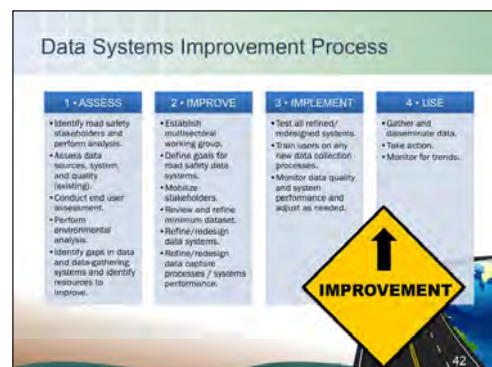 Data Systems Improvement Process
1 • ASSESS
•Identify road safety
stakeholders and
perform analysis.
•Assess data
sources, system,
and quality
(existing).
•Conduct end user
assessment.
•Perform
environmental
analysis.
•Identify gaps in data
and data-gathering
systems and identify
resources to
improve.
2 • IMPROVE
•Establish
multisectoral
working group.
•Define goals for
road safety data
systems.
•Mobilize
stakeholders.
•Review and refine
minimum dataset.
•Refine/redesign
data systems.
•Refine/redesign
data capture
processes / systems
performance.
3 • IMPLEMENT
•Test all refined/
redesigned systems.
•Train users on any
new data collection
processes.
•Monitor data quality
and system
performance and
adjust as needed.
4 • USE
•Gather and
disseminate data.
•Take action.
•Monitor for trends.
IMPROVEMENT
42